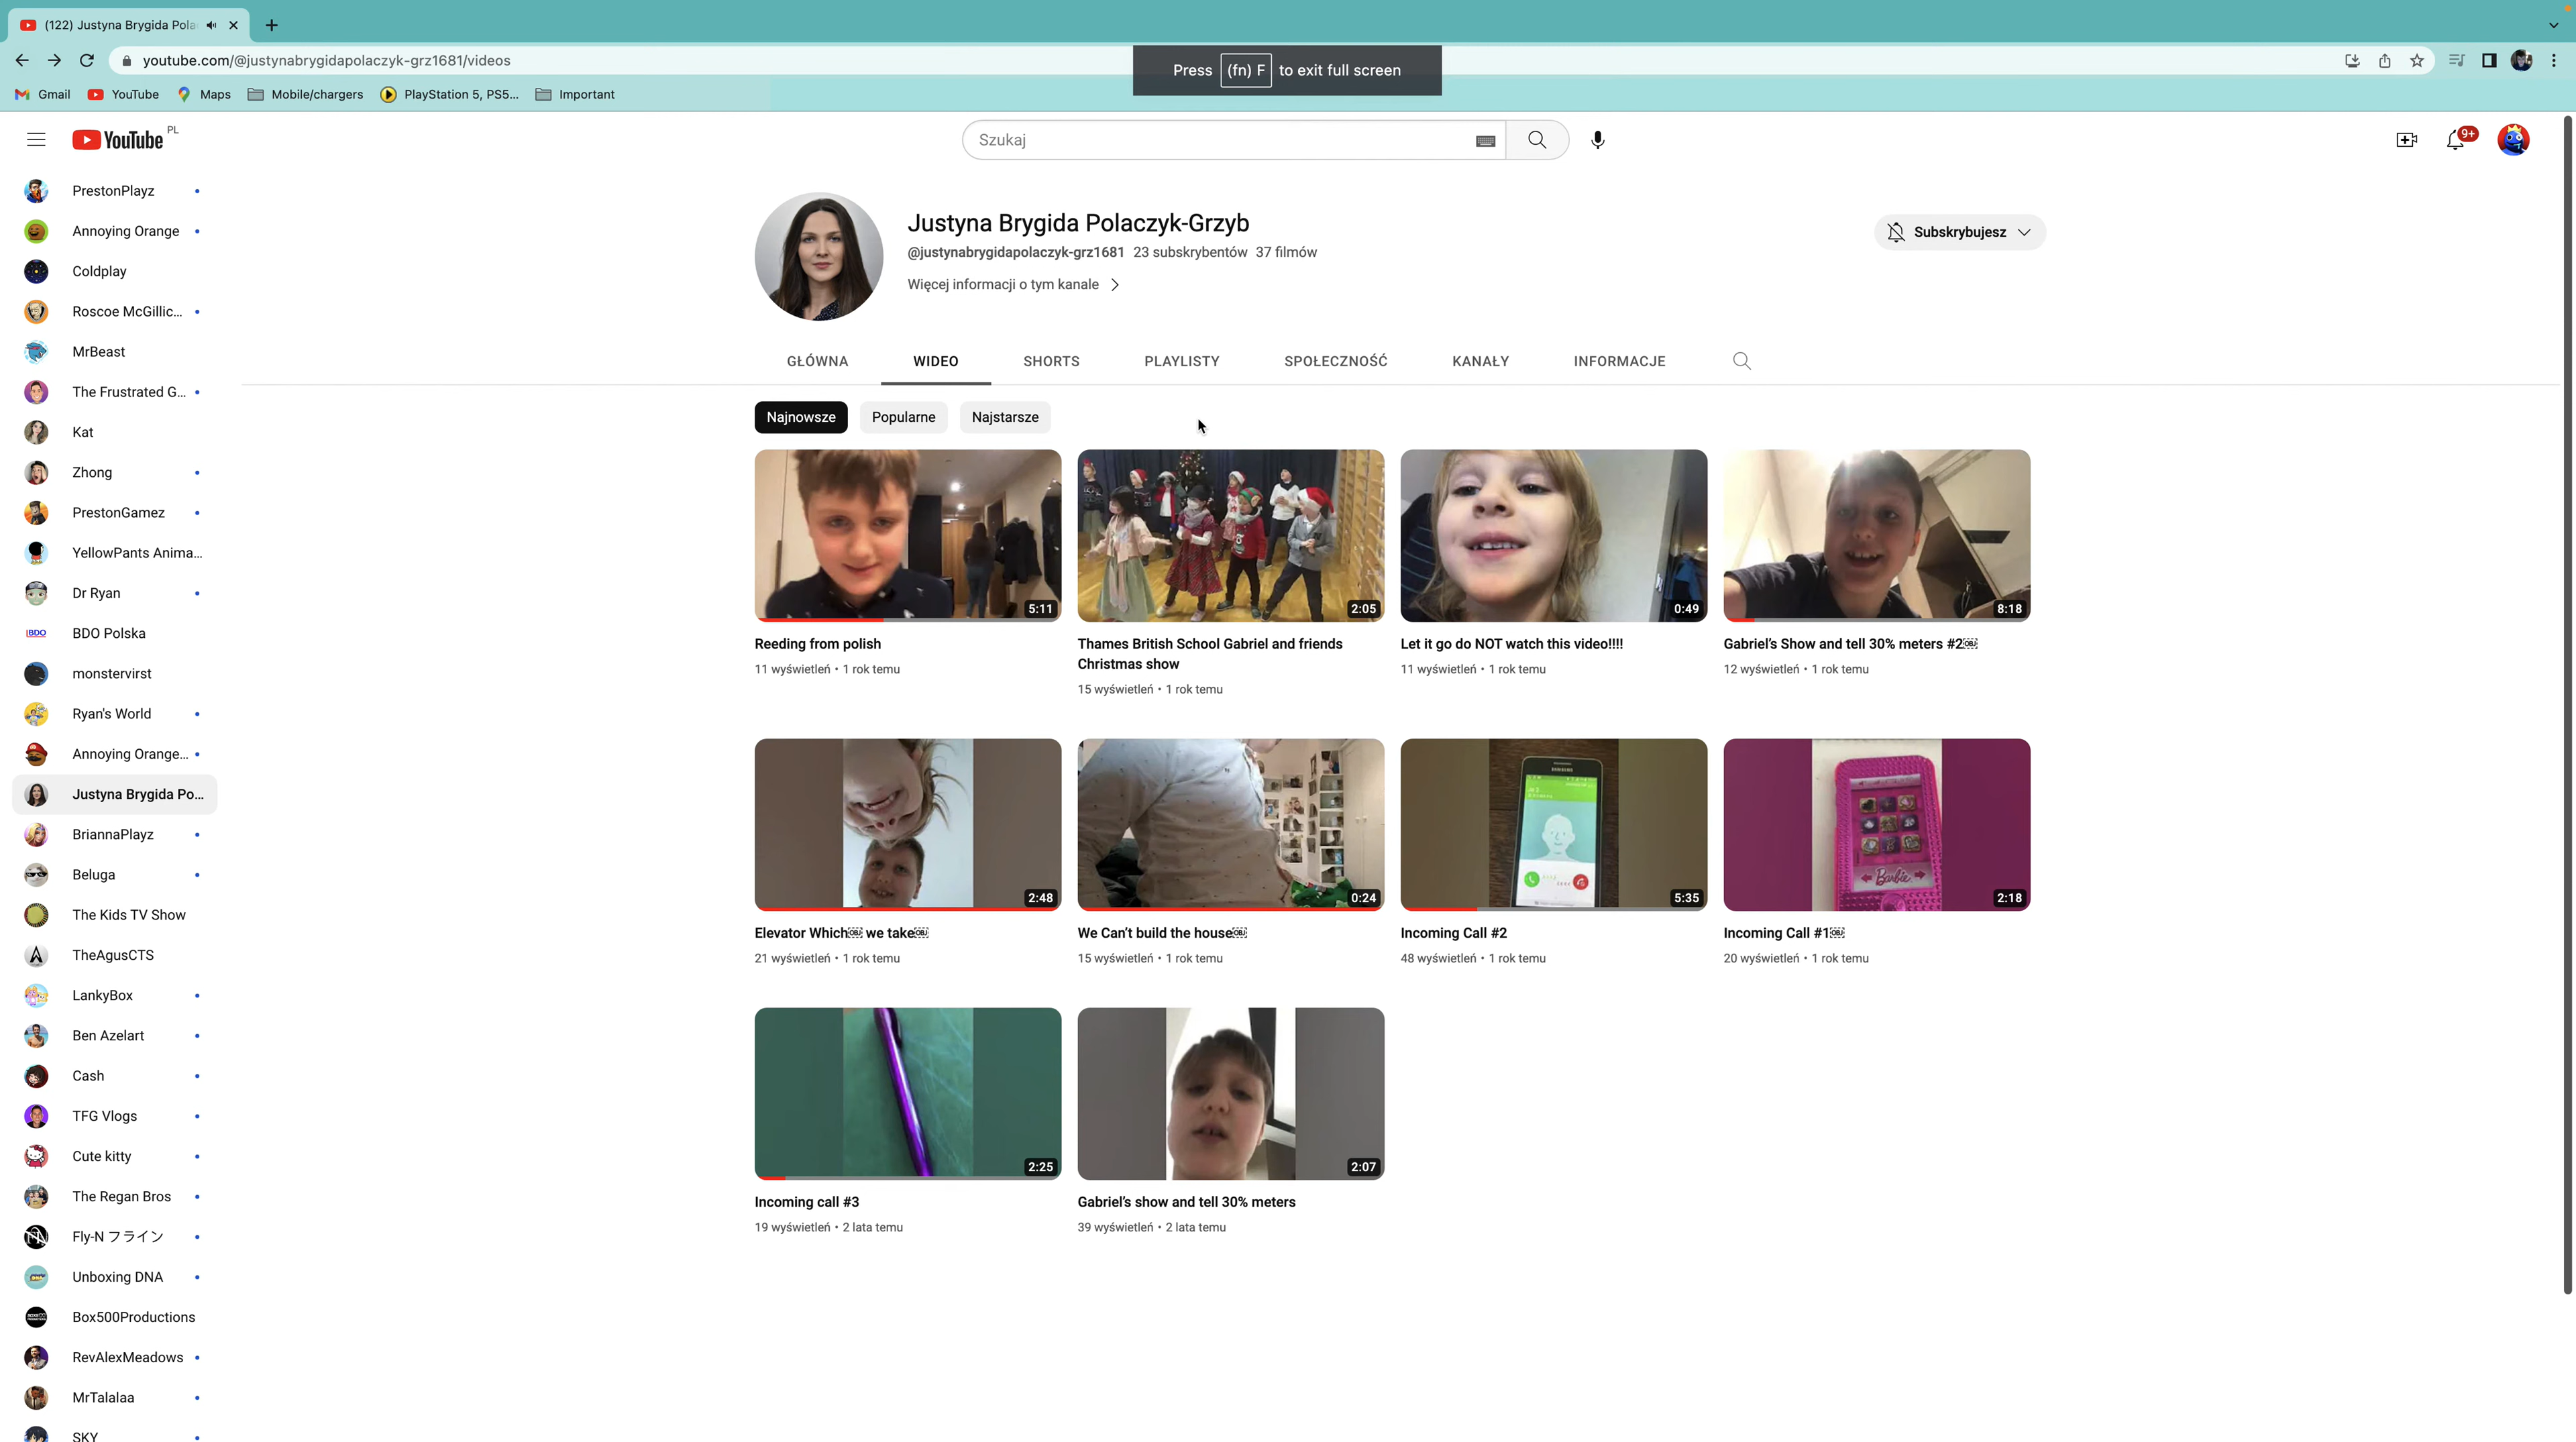 (122) Justyna Brygida Pola
youtube.com/@justynabrygidapolaczyk-grz1681/videos
Press (fn) F to exit full screen
Gmail YouTube Maps Mobile/chargers PlayStation 5, PS5... Important
YouTube PL
Szukaj
9+
PrestonPlayz
Annoying Orange
Coldplay
Roscoe McGillic...
MrBeast
The Frustrated G...
Kat
Zhong
PrestonGamez
YellowPants Anima...
Dr Ryan
BDO
BDO Polska
monstervirst
Ryan's World
Annoying Orange...
Justyna Brygida Po...
BriannaPlayz
Beluga
The Kids TV Show
TheAgusCTS
LankyBox
Ben Azelart
Cash
TFG Vlogs
Cute kitty
The Regan Bros
Fly-N フライン
Unboxing DNA
Box500Productions
RevAlexMeadows
MrTalalaa
SKY
Justyna Brygida Polaczyk-Grzyb
@justynabrygidapolaczyk-grz1681 23 subskrybentów 37 filmów
Więcej informacji o tym kanale
Subskrybujesz
GŁÓWNA WIDEO SHORTS PLAYLISTY SPOŁECZNOŚĆ KANAŁY INFORMACJE
Najnowsze Popularne Najstarsze
5:11
Reeding from polish
11 wyświetleń • 1 rok temu
2:05
Thames British School Gabriel and friends
Christmas show
15 wyświetleń • 1 rok temu
0:49
Let it go do NOT watch this video!!!!
11 wyświetleń • 1 rok temu
8:18
Gabriel’s Show and tell 30% meters #2￼
12 wyświetleń • 1 rok temu
2:48
Elevator Which￼ we take￼
21 wyświetleń • 1 rok temu
0:24
We Can’t build the house￼
15 wyświetleń • 1 rok temu
SAMSUNG
5:35
Incoming Call #2
48 wyświetleń • 1 rok temu
Barbie
2:18
Incoming Call #1￼
20 wyświetleń • 1 rok temu
2:25
Incoming call #3
19 wyświetleń • 2 lata temu
2:07
Gabriel’s show and tell 30% meters
39 wyświetleń • 2 lata temu